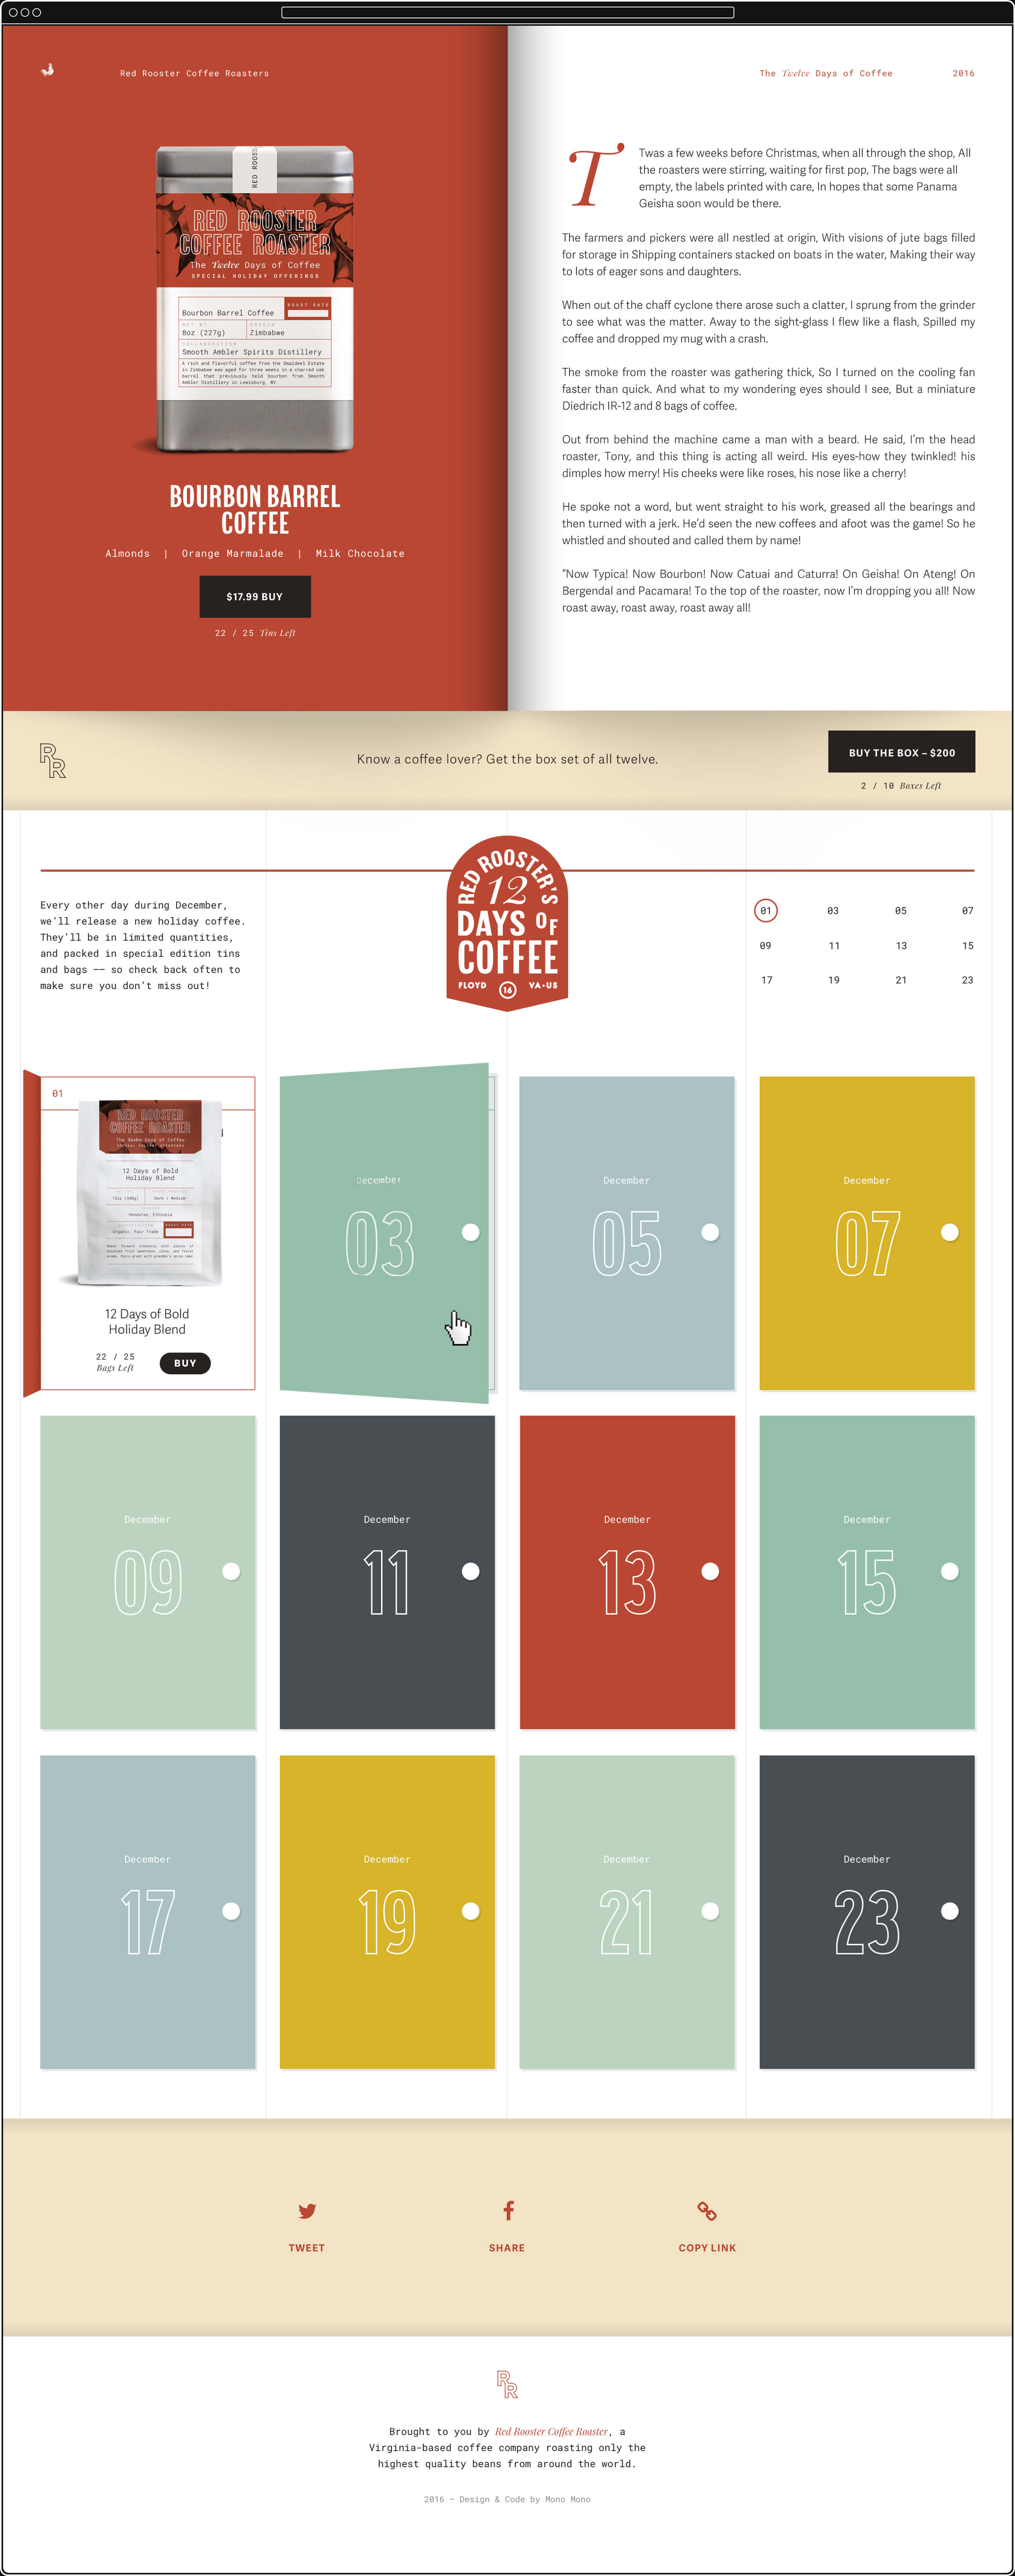 Red Rooster Coffee Roasters
The Twelve Days of Coffee
2016
RED ROOS
RED ROOSTER
COFFEE ROASTER
The Twelve Days of Coffee
SPECIAL HOLIDAY OFFERINGS
ROAST DATE
Bourbon Barrel Coffee
NET WT
ORIGIN
8oz (227g)
Zimbabwe
COLLABORATION
Smooth Ambler Spirits Distillery
A rich and flavorful coffee from the Smaldeel Estate
in Zimbabwe was aged for three weeks in a charred oak
barrel that previously held bourbon from Smooth
Ambler Distillery in Lewisburg, WV.
BOURBON BARREL
COFFEE
Almonds | Orange Marmalade | Milk Chocolate
$17.99 BUY
22 / 25 Tins Left
T
Twas a few weeks before Christmas, when all through the shop, All
the roasters were stirring, waiting for first pop, The bags were all
empty, the labels printed with care, In hopes that some Panama
Geisha soon would be there.
The farmers and pickers were all nestled at origin, With visions of jute bags filled
for storage in Shipping containers stacked on boats in the water, Making their way
to lots of eager sons and daughters.
When out of the chaff cyclone there arose such a clatter, I sprung from the grinder
to see what was the matter. Away to the sight-glass I flew like a flash, Spilled my
coffee and dropped my mug with a crash.
The smoke from the roaster was gathering thick, So I turned on the cooling fan
faster than quick. And what to my wondering eyes should I see, But a miniature
Diedrich IR-12 and 8 bags of coffee.
Out from behind the machine came a man with a beard. He said, I'm the head
roaster, Tony, and this thing is acting all weird. His eyes-how they twinkled! his
dimples how merry! His cheeks were like roses, his nose like a cherry!
He spoke not a word, but went straight to his work, greased all the bearings and
then turned with a jerk. He'd seen the new coffees and afoot was the game! So he
whistled and shouted and called them by name!
"Now Typica! Now Bourbon! Now Catuai and Caturra! On Geisha! On Ateng! On
Bergendal and Pacamara! To the top of the roaster, now I'm dropping you all! Now
roast away, roast away, roast away all!
RR
Know a coffee lover? Get the box set of all twelve.
BUY THE BOX – $200
2 / 10 Boxes Left
Every other day during December,
we'll release a new holiday coffee.
They'll be in limited quantities,
and packed in special edition tins
and bags —— so check back often to
make sure you don't miss out!
RED ROOSTER'S
12
DAYS OF
COFFEE
FLOYD 16 VA-US
01 03 05 07
09 11 13 15
17 19 21 23
01
RED ROOSTER
COFFEE ROASTER
The Twelve Days of Coffee
SPECIAL HOLIDAY OFFERINGS
12 Days of Bold
Holiday Blend
12oz (340g)
Dark / Medium
Honduras, Ethiopia
ROAST DATE
Organic, Fair Trade
12 Days of Bold
Holiday Blend
22 / 25
Bags Left
BUY
December
03
December
05
December
07
December
09
December
11
December
13
December
15
December
17
December
19
December
21
December
23
TWEET
SHARE
COPY LINK
RR
Brought to you by Red Rooster Coffee Roaster, a
Virginia-based coffee company roasting only the
highest quality beans from around the world.
2016 – Design & Code by Mono Mono